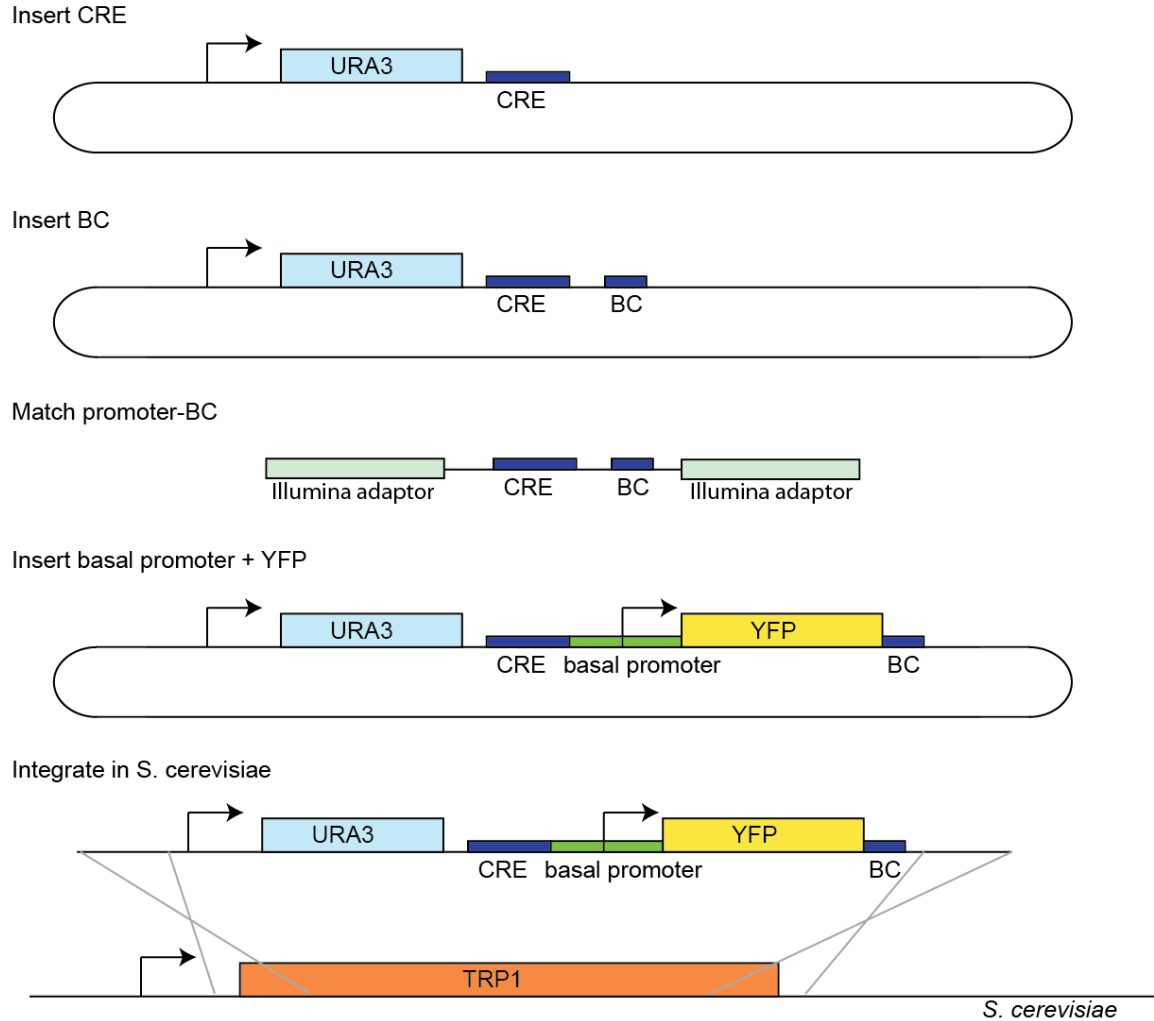 Insert CRE
URA3
CRE
Insert BC
URA3
CRE
BC
Match promoter-BC
Illumina adaptor
CRE
BC
Illumina adaptor
Insert basal promoter + YFP
URA3
YFP
CRE
basal promoter
BC
Integrate in S. cerevisiae
URA3
YFP
CRE
basal promoter
BC
TRP1
S. cerevisiae